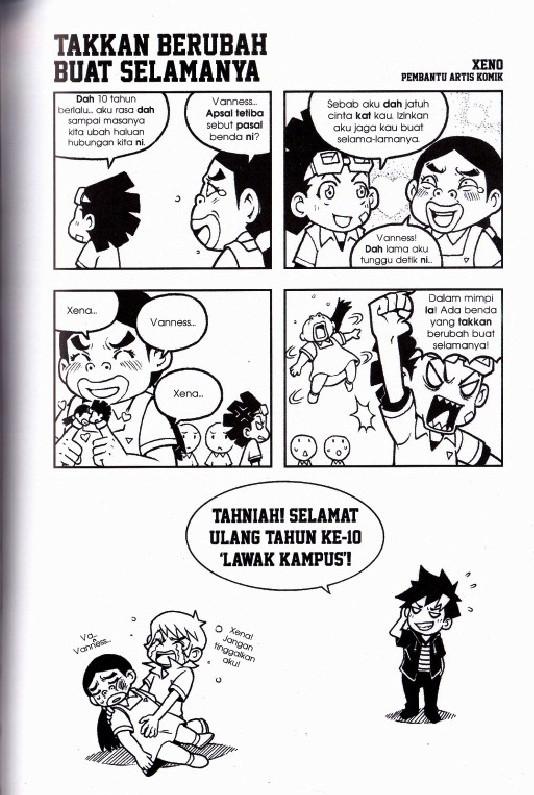 TAKKAN BERUBAH
BUAT SELAMANYA
XENO
PEMBANTU ARTIS KOMIK
Dah 10 tahun
berlalu... aku rasa dah
sampai masanya
kita ubah haluan
hubungan kita ni.
Vanness...
Apsal tetiba
sebut pasal
benda ni?
Sebab aku dah jatuh
cinta kat kau. Izinkan
aku jaga kau buat
selama-lamanya.
Vanness!
Dah lama aku
tunggu detik ni..
Xena..
Vanness...
Xena..
Dalam mimpi
la! Ada benda
yang takkan
berubah buat
selamanya!
TAHNIAH! SELAMAT
ULANG TAHUN KE-10
'LAWAK KAMPUS'!
Va..
Vanness...
Xena!
Jangan
tinggalkan
aku!